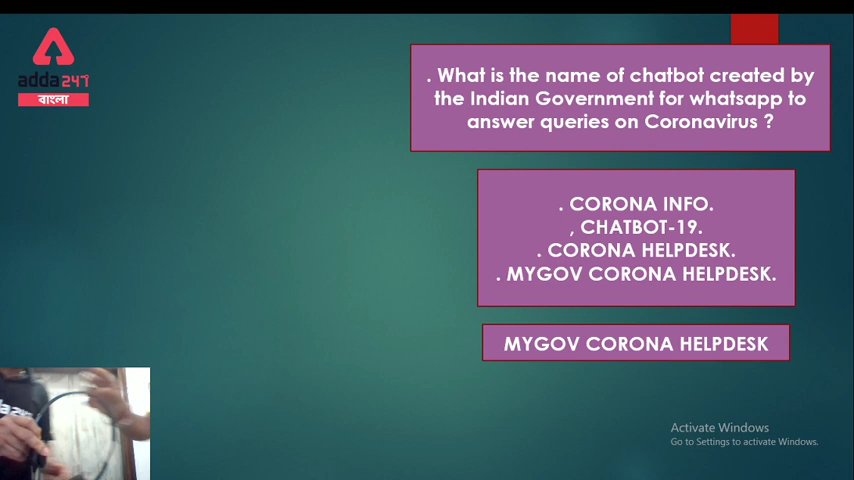 adda247
বাংলা
. What is the name of chatbot created by
the Indian Government for whatsapp to
answer queries on Coronavirus ?
. CORONA INFO.
, CHATBOT-19.
. CORONA HELPDESK.
. MYGOV CORONA HELPDESK.
MYGOV CORONA HELPDESK
Activate Windows
Go to Settings to activate Windows.